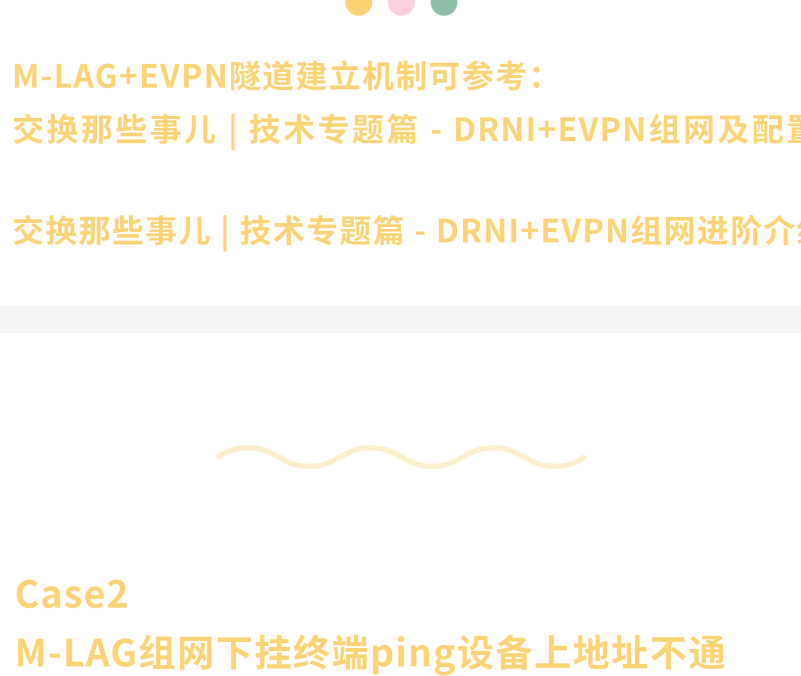 M-LAG+EVPN隧道建立机制可参考：
交换那些事儿 | 技术专题篇 - DRNI+EVPN组网及配置
交换那些事儿 | 技术专题篇 - DRNI+EVPN组网进阶介
Case2
M-LAG组网下挂终端ping设备上地址不通